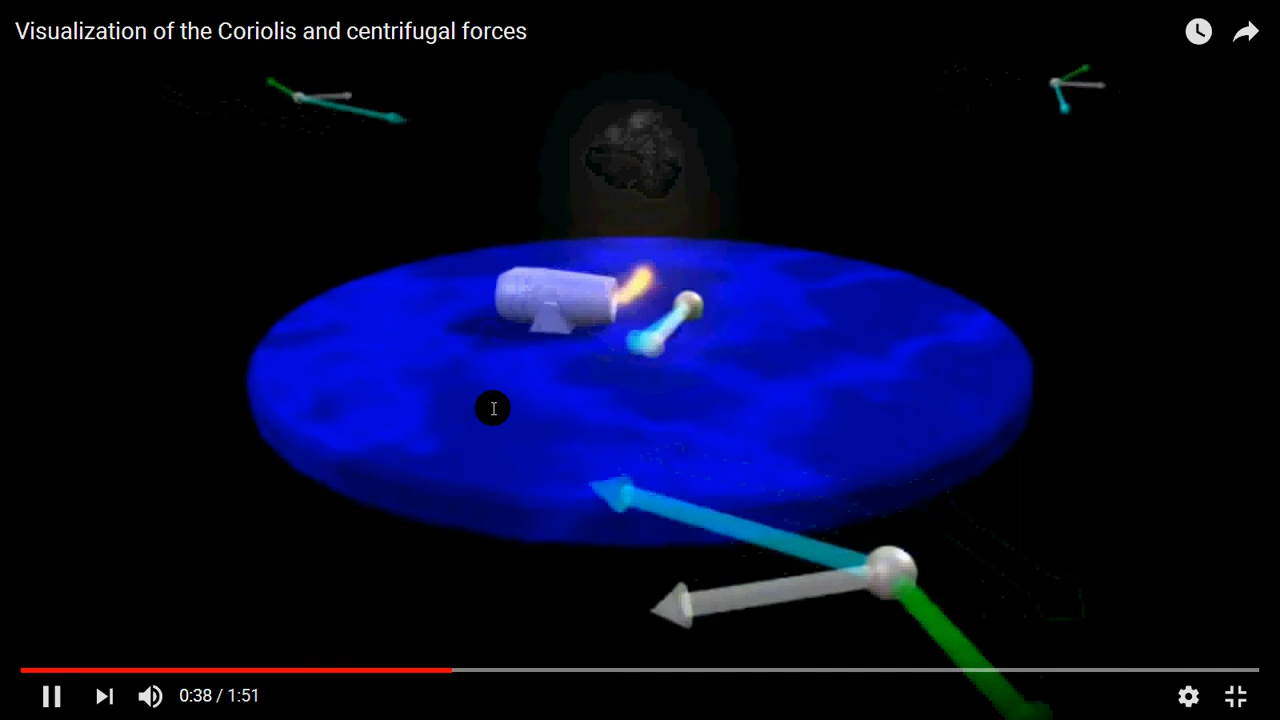 Visualization of the Coriolis and centrifugal forces
0:38 / 1:51